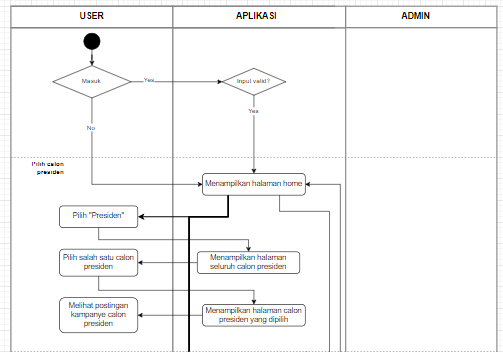 USER
APLIKASI
ADMIN
Masuk
Yes
Input valid?
Yes
No
Pilih calon
presiden
Menampilkan halaman home
Pilih "Presiden"
Pilih salah satu calon
presiden
Menampilkan halaman
seluruh calon presiden
Melihat postingan
kampanye calon
presiden
Menampilkan halaman calon
presiden yang dipilih